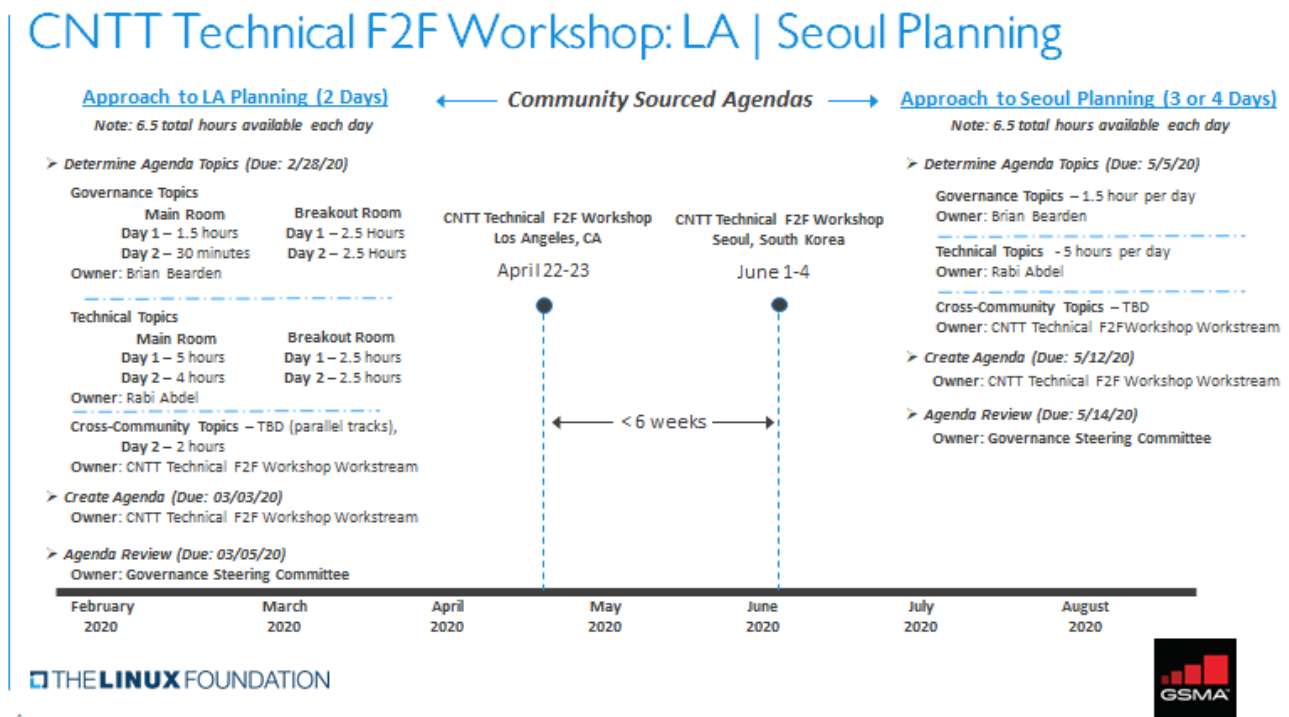 CNTT Technical F2F Workshop: LA | Seoul Planning
Approach to LA Planning (2 Days)
Note: 6.5 total hours available each day
➢ Determine Agenda Topics (Due: 2/28/20)
Governance Topics
Main Room Breakout Room
Day 1 – 1.5 hours Day 1 – 2.5 Hours
Day 2 – 30 minutes Day 2 – 2.5 Hours
Owner: Brian Bearden
Technical Topics
Main Room Breakout Room
Day 1 – 5 hours Day 1 – 2.5 hours
Day 2 – 4 hours Day 2 – 2.5 hours
Owner: Rabi Abdel
Cross-Community Topics – TBD (parallel tracks),
Day 2 – 2 hours
Owner: CNTT Technical F2F Workshop Workstream
➢ Create Agenda (Due: 03/03/20)
Owner: CNTT Technical F2F Workshop Workstream
➢ Agenda Review (Due: 03/05/20)
Owner: Governance Steering Committee
Community Sourced Agendas
CNTT Technical F2F Workshop
Los Angeles, CA
April 22-23
CNTT Technical F2F Workshop
Seoul, South Korea
June 1-4
< 6 weeks
Approach to Seoul Planning (3 or 4 Days)
Note: 6.5 total hours available each day
➢ Determine Agenda Topics (Due: 5/5/20)
Governance Topics – 1.5 hour per day
Owner: Brian Bearden
Technical Topics - 5 hours per day
Owner: Rabi Abdel
Cross-Community Topics – TBD
Owner: CNTT Technical F2FWorkshop Workstream
➢ Create Agenda (Due: 5/12/20)
Owner: CNTT Technical F2F Workshop Workstream
➢ Agenda Review (Due: 5/14/20)
Owner: Governance Steering Committee
February March April May June July August
2020 2020 2020 2020 2020 2020 2020
THE LINUX FOUNDATION
GSMA